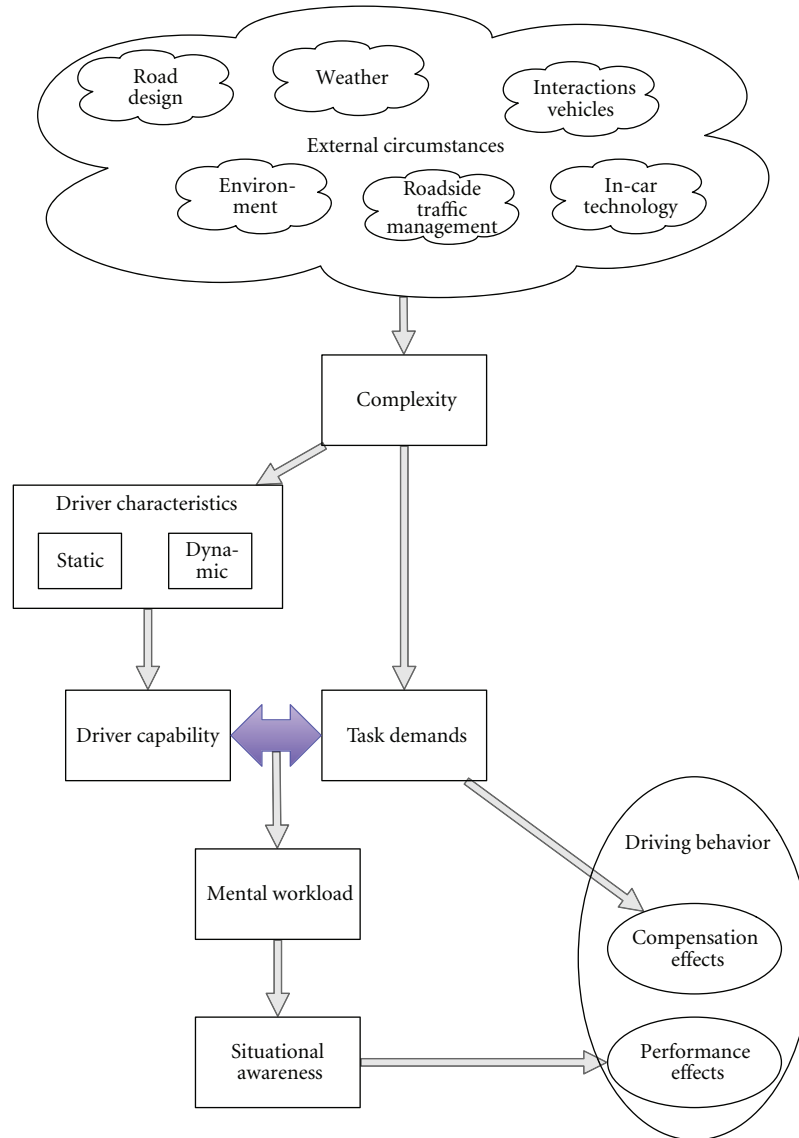 Road
design
Weather
Interactions
vehicles
External circumstances
Environ-
ment
Roadside
traffic
management
In-car
technology
Complexity
Driver characteristics
Static
Dyna-
mic
Driver capability
Task demands
Driving behavior
Mental workload
Compensation
effects
Situational
awareness
Performance
effects